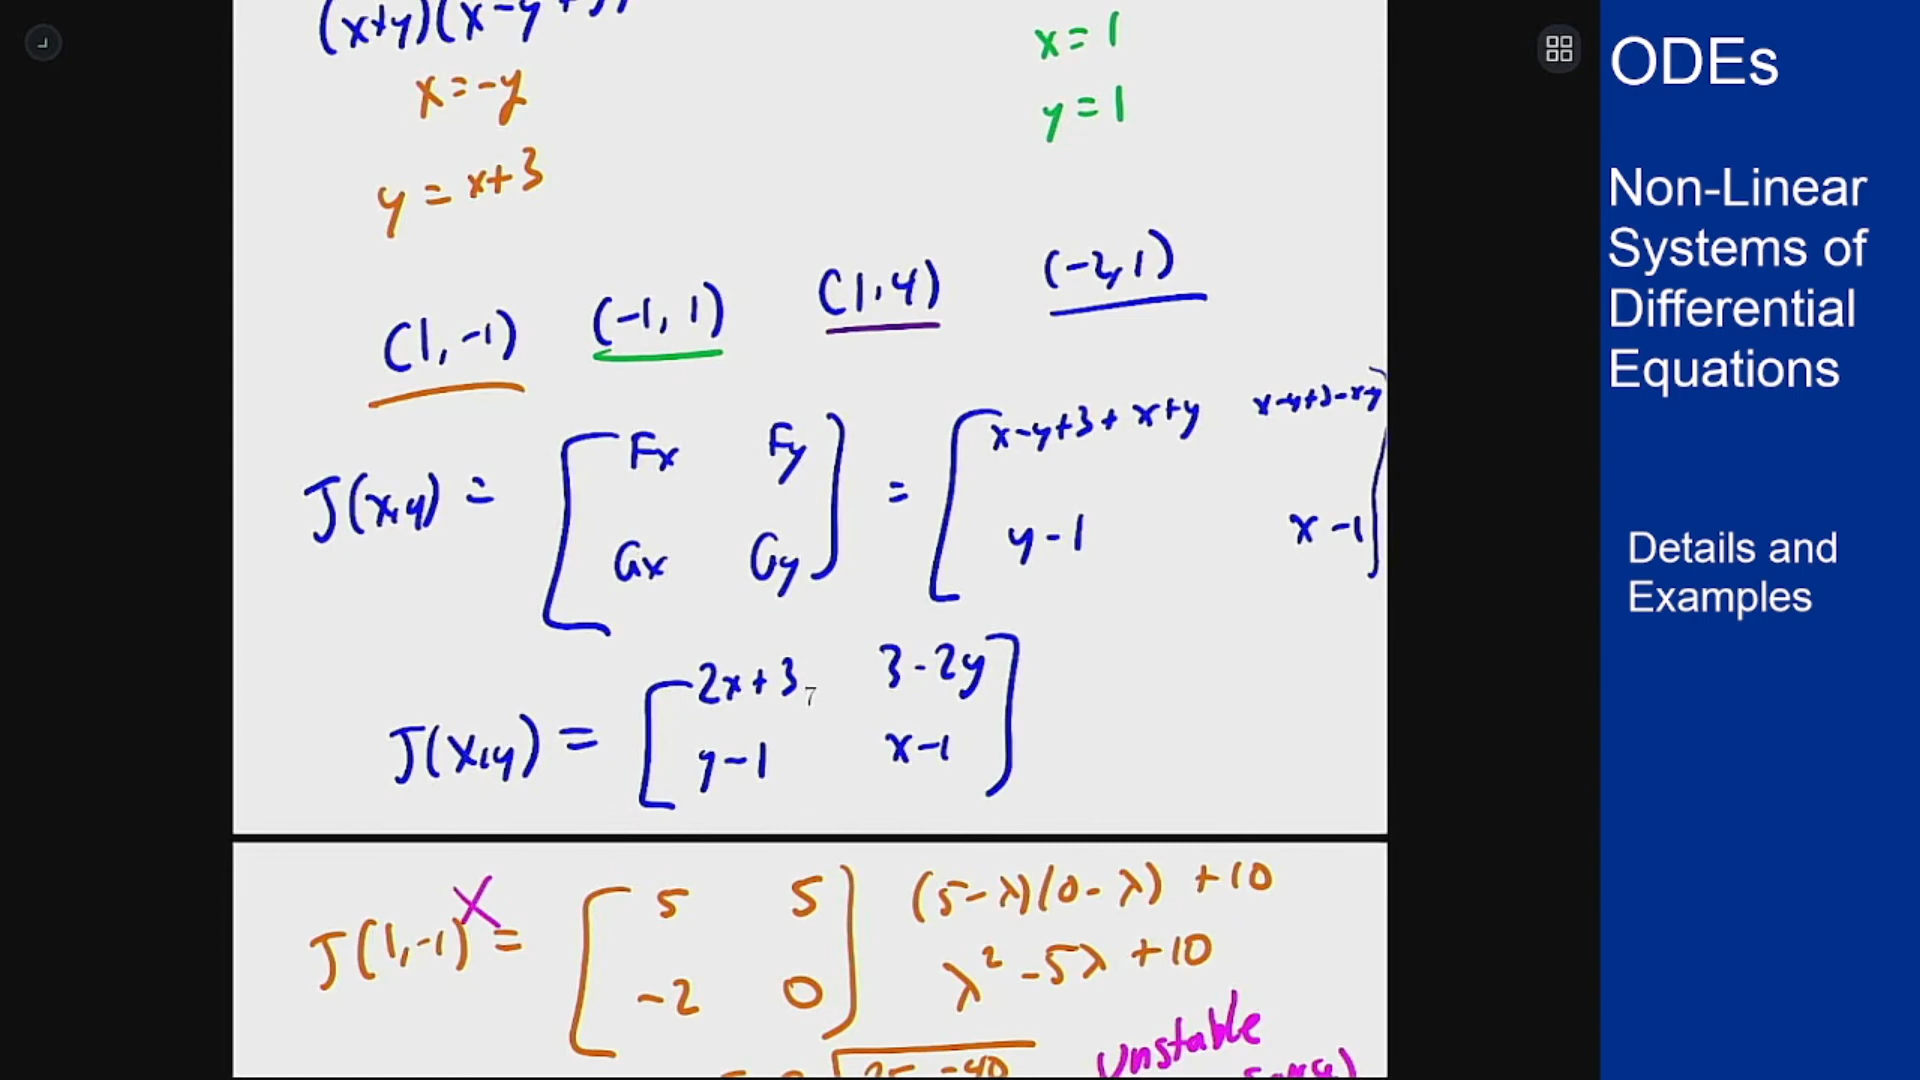 (x+y)(x-y+3)
x=-y
y=x+3
x=1
y=1
(1,-1) (-1,1) (1,4) (-2,1)
J(x,y) = [Fx Fy = [x-y+3+x+y x-y+3-x-y]
Gx Gy] y-1 x-1
J(x,y) = [2x+3 3-2y]
y-1 x-1
J(1,-1) X = [5 5] (5-λ)(0-λ) +10
-2 0 λ² -5λ +10
Unstable
25-40
ODEs
Non-Linear
Systems of
Differential
Equations
Details and
Examples